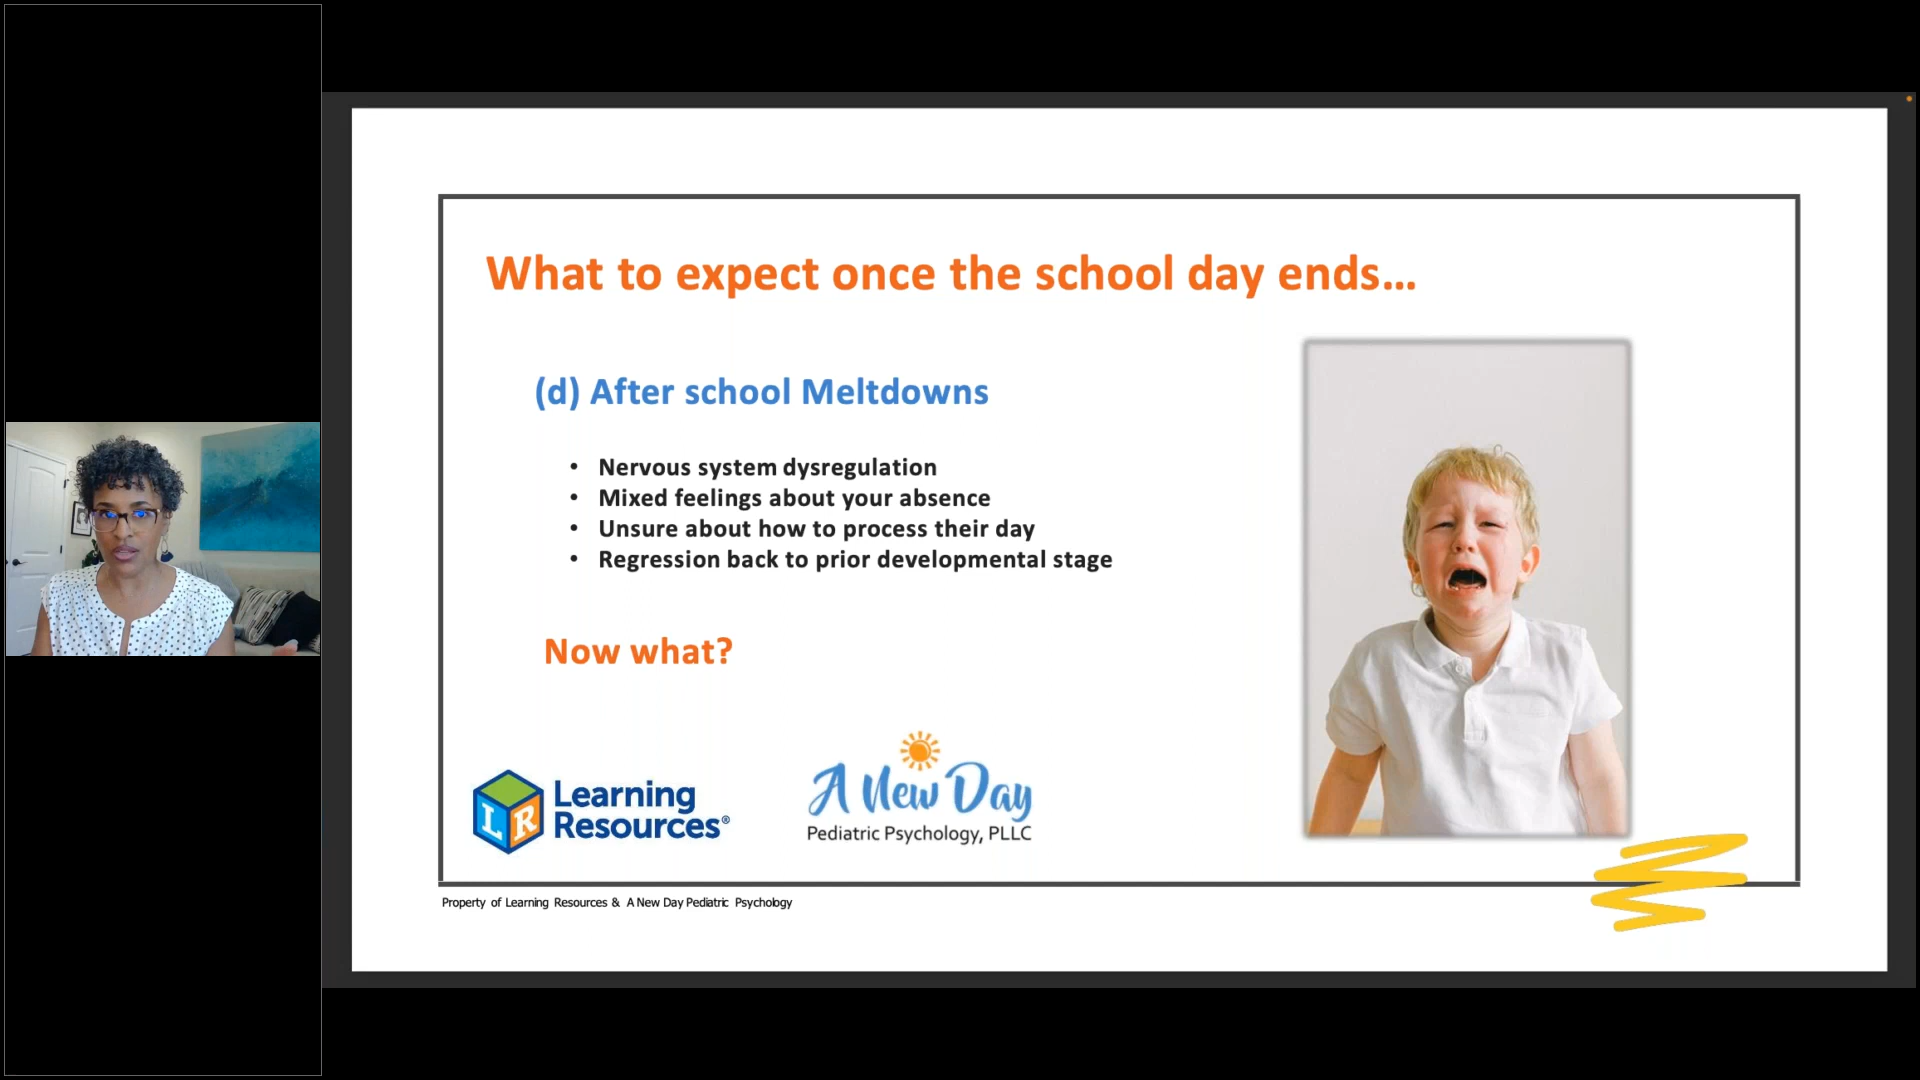 What to expect once the school day ends...
(d) After school Meltdowns
• Nervous system dysregulation
• Mixed feelings about your absence
• Unsure about how to process their day
• Regression back to prior developmental stage
Now what?
L R
Learning
Resources®
A New Day
Pediatric Psychology, PLLC
Property of Learning Resources & A New Day Pediatric Psychology